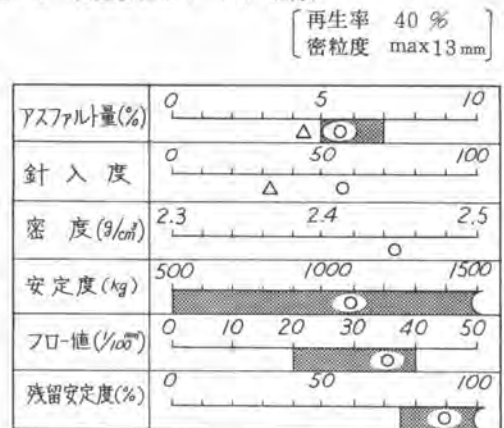 再生率 40 %
密粒度 max13mm
アスファルト量(%) 0 5 10
針入度 0 50 100
密度(g/cm³) 2.3 2.4 2.5
安定度(kg) 500 1000 1500
フロー値(1/100mm) 0 10 20 30 40 50
残留安定度(%) 0 50 100